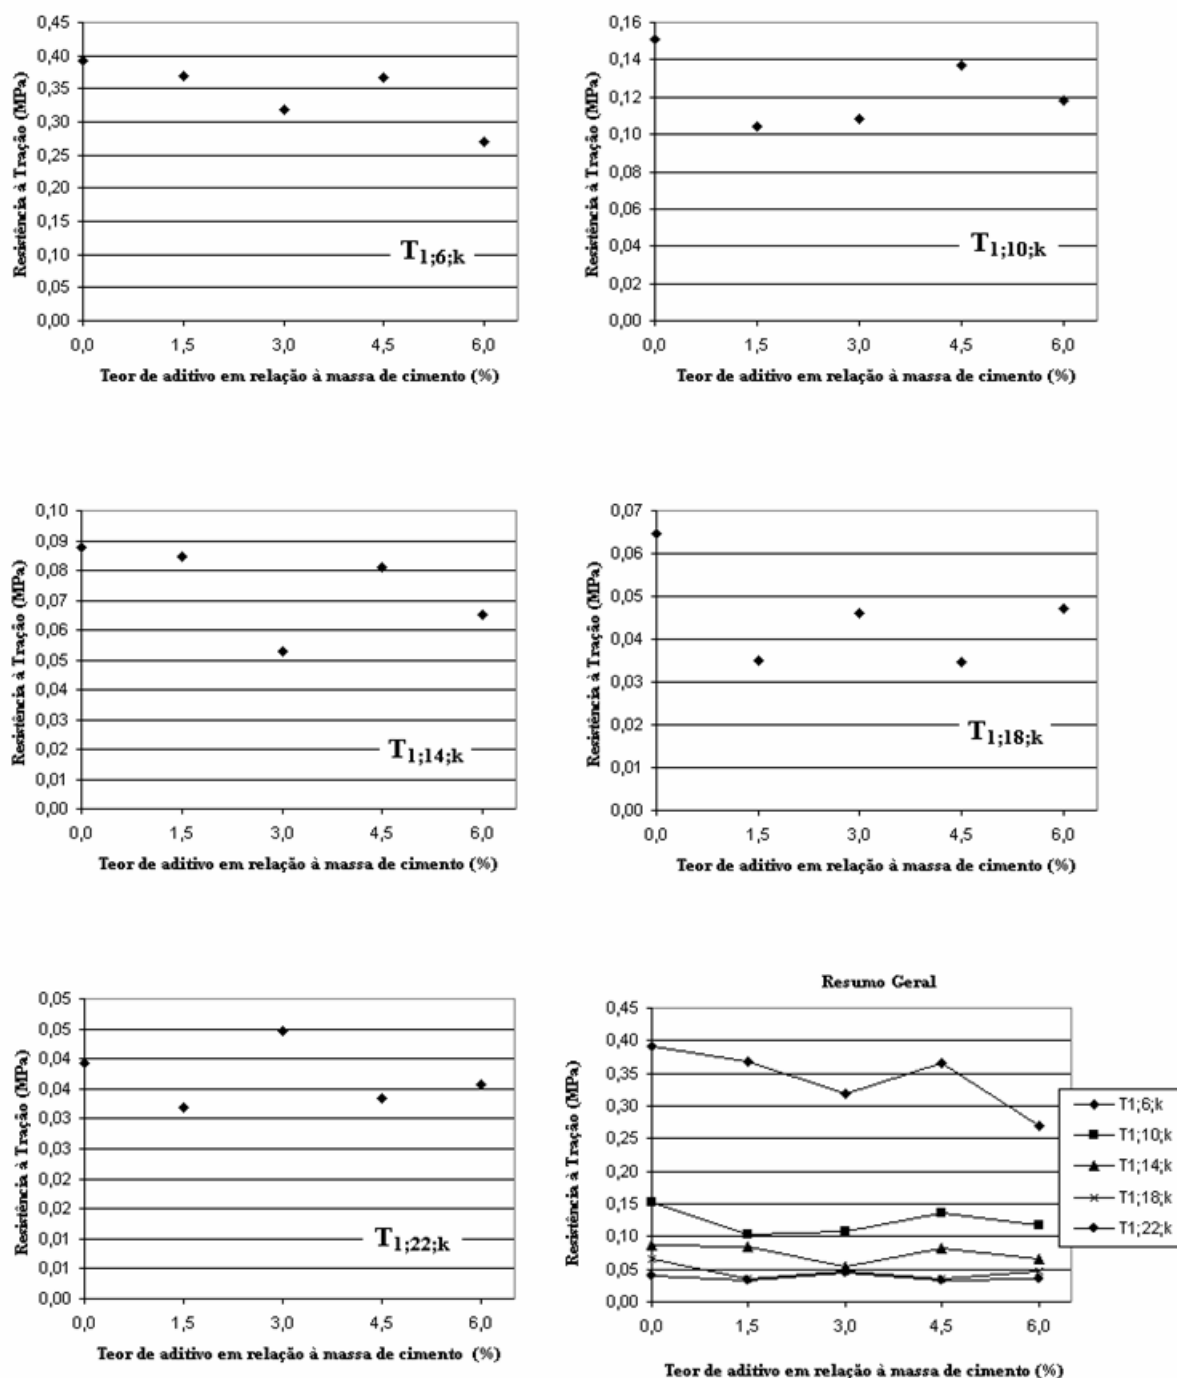 0,45
0,40
0,35
0,30
0,25
0,20
0,15
0,10
0,05
0,00
Resistência à Tração (MPa)
T1;6;k
0,0 1,5 3,0 4,5 6,0
Teor de aditivo em relação à massa de cimento (%)
0,16
0,14
0,12
0,10
0,08
0,06
0,04
0,02
0,00
Resistência à Tração (MPa)
T1;10;k
0,0 1,5 3,0 4,5 6,0
Teor de aditivo em relação à massa de cimento (%)
0,10
0,09
0,08
0,07
0,06
0,05
0,04
0,03
0,02
0,01
0,00
Resistência à Tração (MPa)
T1;14;k
0,0 1,5 3,0 4,5 6,0
Teor de aditivo em relação à massa de cimento (%)
0,07
0,06
0,05
0,04
0,03
0,02
0,01
0,00
Resistência à Tração (MPa)
T1;18;k
0,0 1,5 3,0 4,5 6,0
Teor de aditivo em relação à massa de cimento (%)
0,05
0,05
0,04
0,04
0,03
0,03
0,02
0,02
0,01
0,01
0,00
Resistência à Tração (MPa)
T1;22;k
0,0 1,5 3,0 4,5 6,0
Teor de aditivo em relação à massa de cimento (%)
Resumo Geral
0,45
0,40
0,35
0,30
0,25
0,20
0,15
0,10
0,05
0,00
Resistência à Tração (MPa)
T1;6;k
T1;10;k
T1;14;k
T1;18;k
T1;22;k
0,0 1,5 3,0 4,5 6,0
Teor de aditivo em relação à massa de cimento (%)